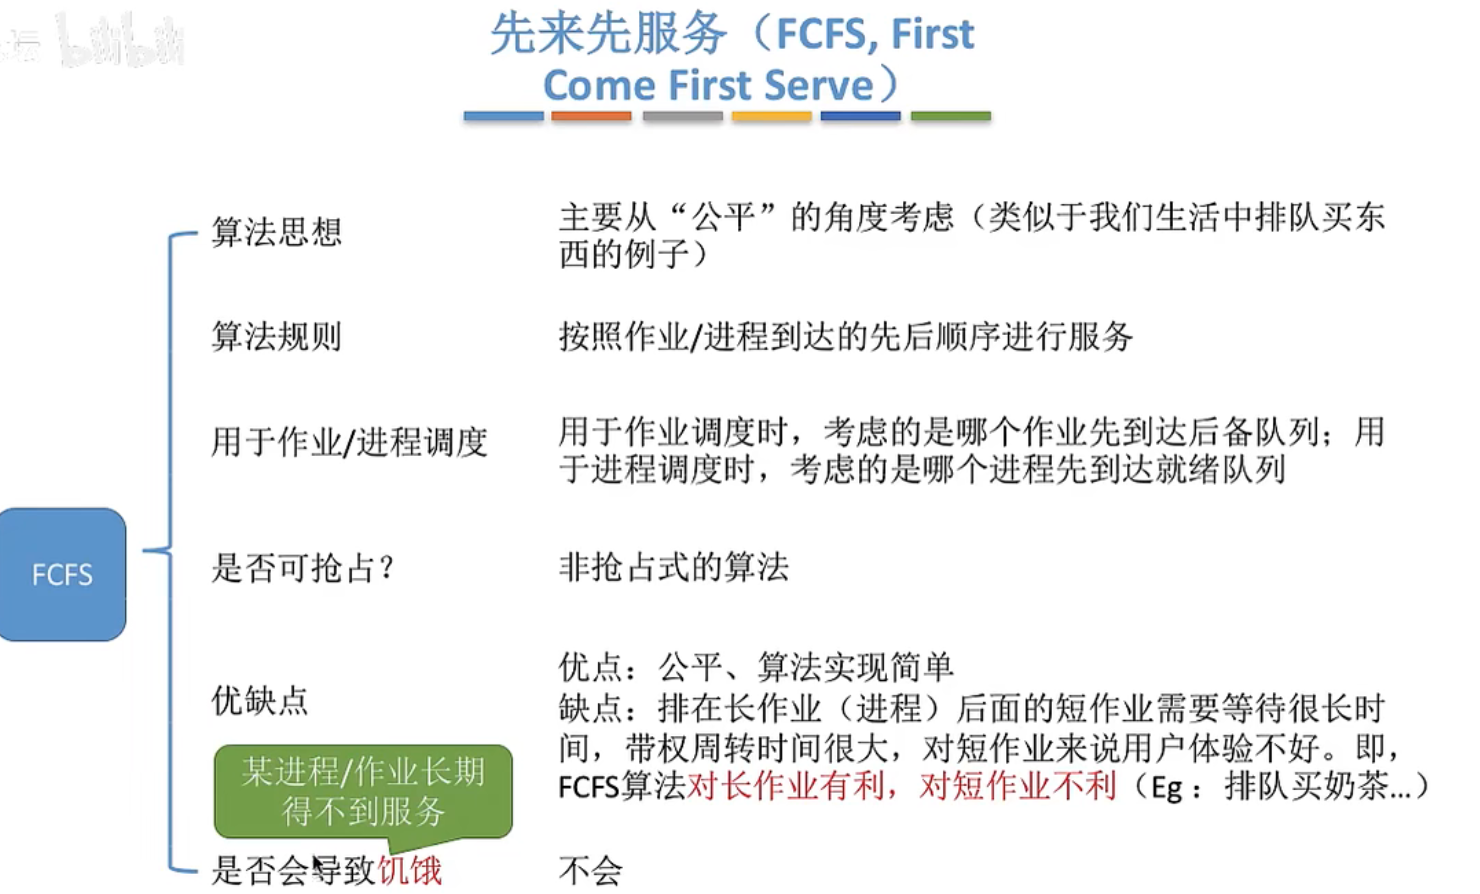 坛 bilibili
先来先服务（FCFS, First
Come First Serve）
算法思想
主要从“公平”的角度考虑（类似于我们生活中排队买东
西的例子）
算法规则
按照作业/进程到达的先后顺序进行服务
用于作业/进程调度
用于作业调度时，考虑的是哪个作业先到达后备队列；用
于进程调度时，考虑的是哪个进程先到达就绪队列
FCFS
是否可抢占？
非抢占式的算法
优缺点
优点：公平、算法实现简单
缺点：排在长作业（进程）后面的短作业需要等待很长时
间，带权周转时间很大，对短作业来说用户体验不好。即，
FCFS算法对长作业有利，对短作业不利（Eg：排队买奶茶...）
某进程/作业长期
得不到服务
是否会导致饥饿
不会